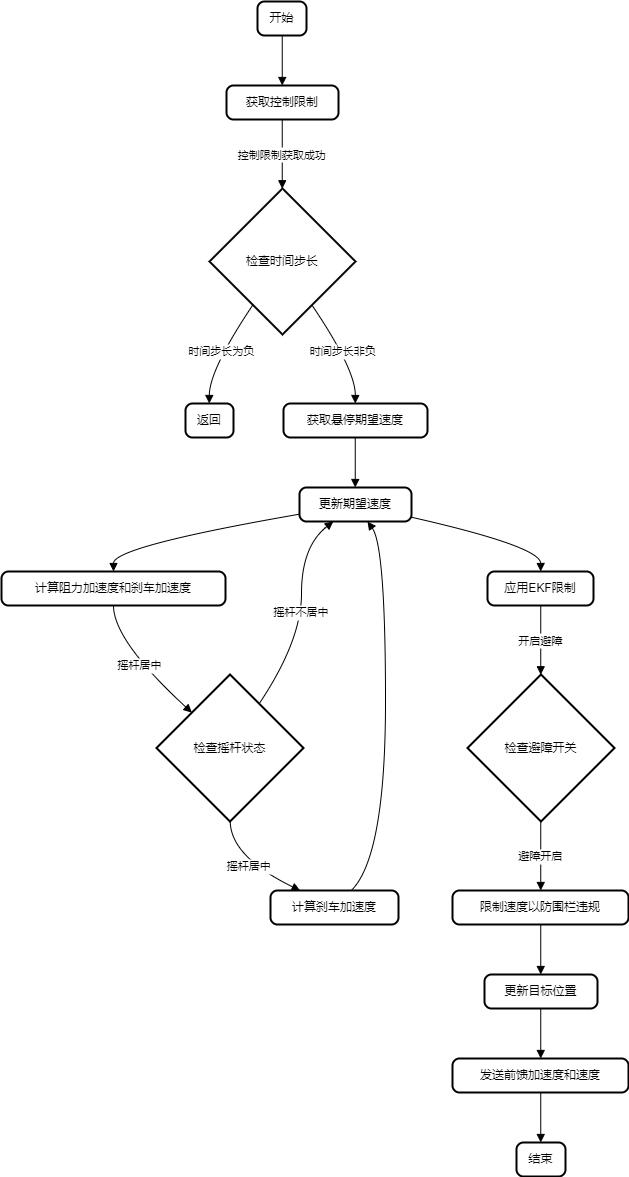 开始
获取控制限制
控制限制获取成功
检查时间步长
时间步长为负
时间步长非负
返回
获取悬停期望速度
更新期望速度
计算阻力加速度和刹车加速度
应用EKF限制
摇杆不居中
开启避障
摇杆居中
检查摇杆状态
检查避障开关
避障开启
摇杆居中
计算刹车加速度
限制速度以防围栏违规
更新目标位置
发送前馈加速度和速度
结束